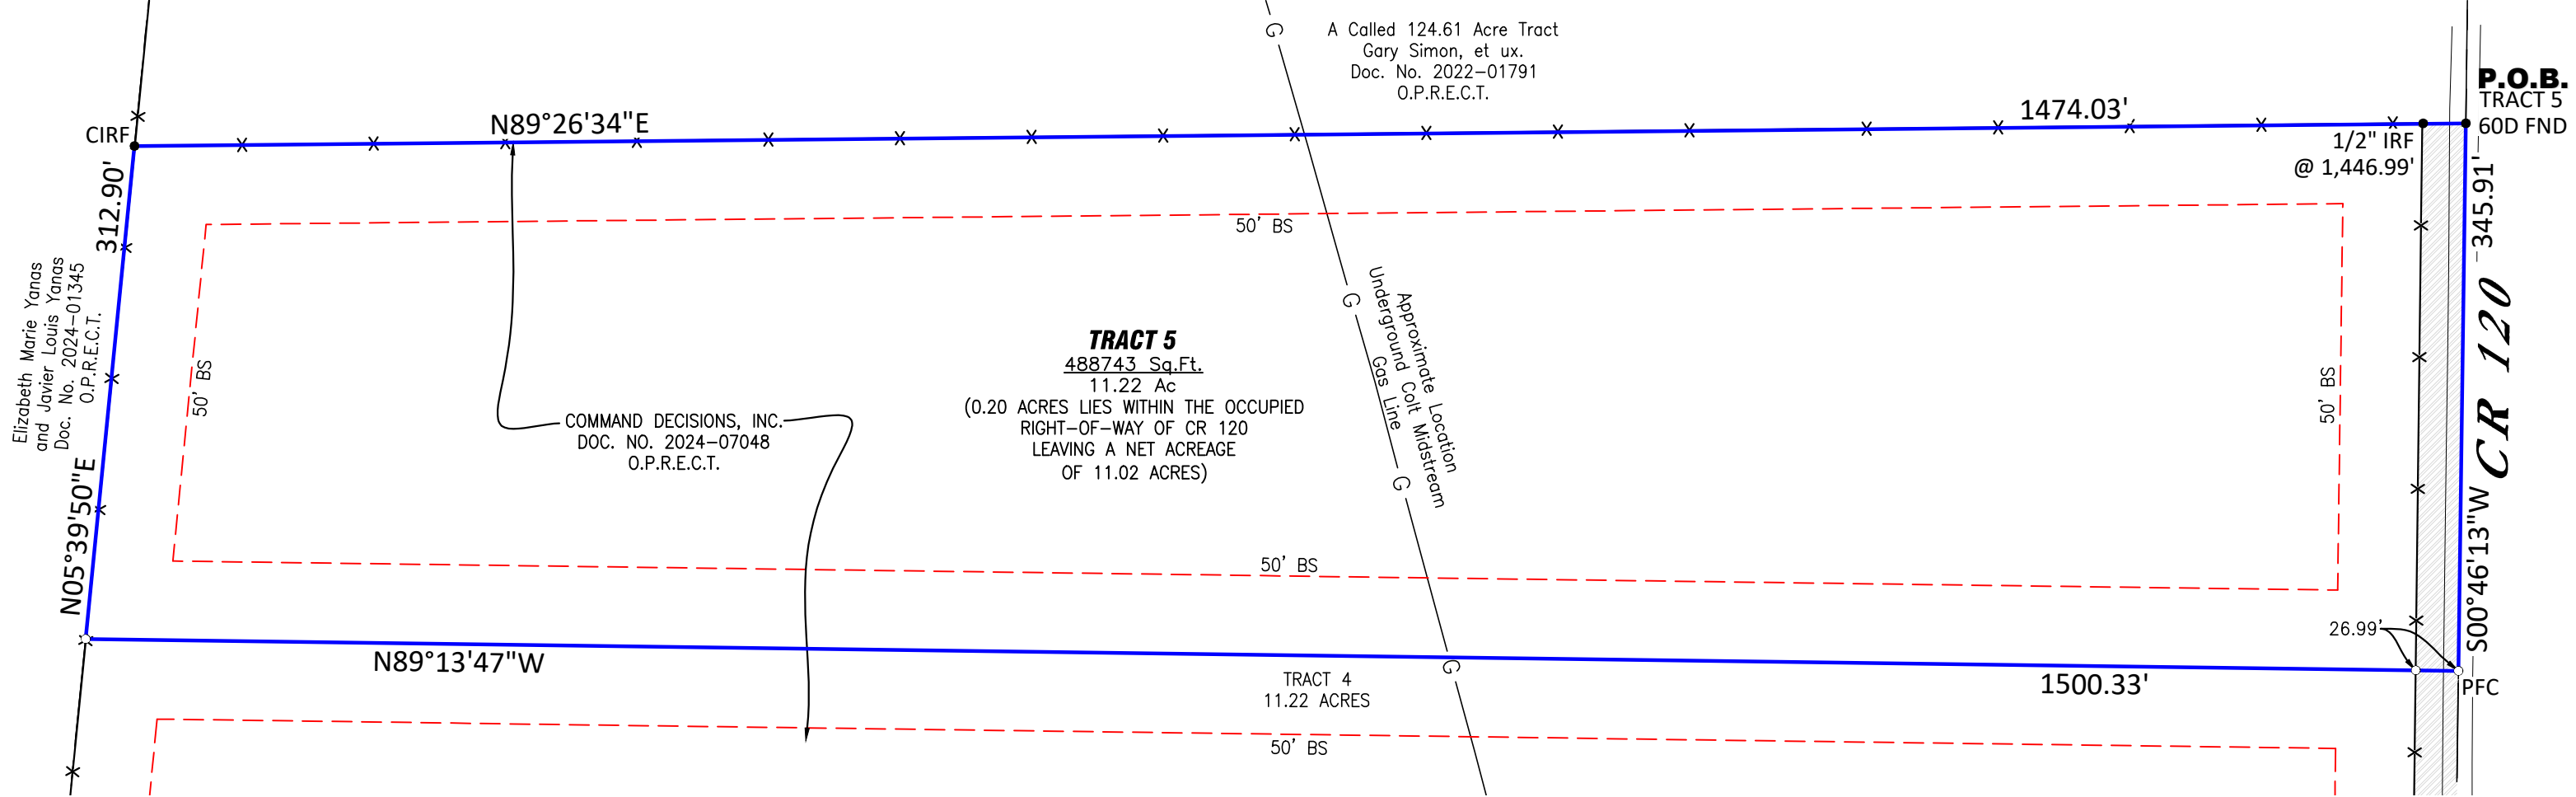 G
A Called 124.61 Acre Tract
Gary Simon, et ux.
Doc. No. 2022-01791
O.P.R.E.C.T.
P.O.B.
TRACT 5
60D FND
CIRF
N89°26'34"E
1474.03'
1/2" IRF
@ 1,446.99'
312.90'
345.91'
50' BS
Elizabeth Marie Yanas
and Javier Louis Yanas
Doc. No. 2024-01345
O.P.R.E.C.T.
50' BS
G
Approximate Location
Underground Colt Midstream
Gas Line
TRACT 5
488743 Sq.Ft.
11.22 Ac
(0.20 ACRES LIES WITHIN THE OCCUPIED
RIGHT-OF-WAY OF CR 120
LEAVING A NET ACREAGE
OF 11.02 ACRES)
COMMAND DECISIONS, INC.
DOC. NO. 2024-07048
O.P.R.E.C.T.
50' BS
CR 120
G
N05°39'50"E
S00°46'13"W
50' BS
26.99'
N89°13'47"W
G
TRACT 4
11.22 ACRES
1500.33'
PFC
50' BS